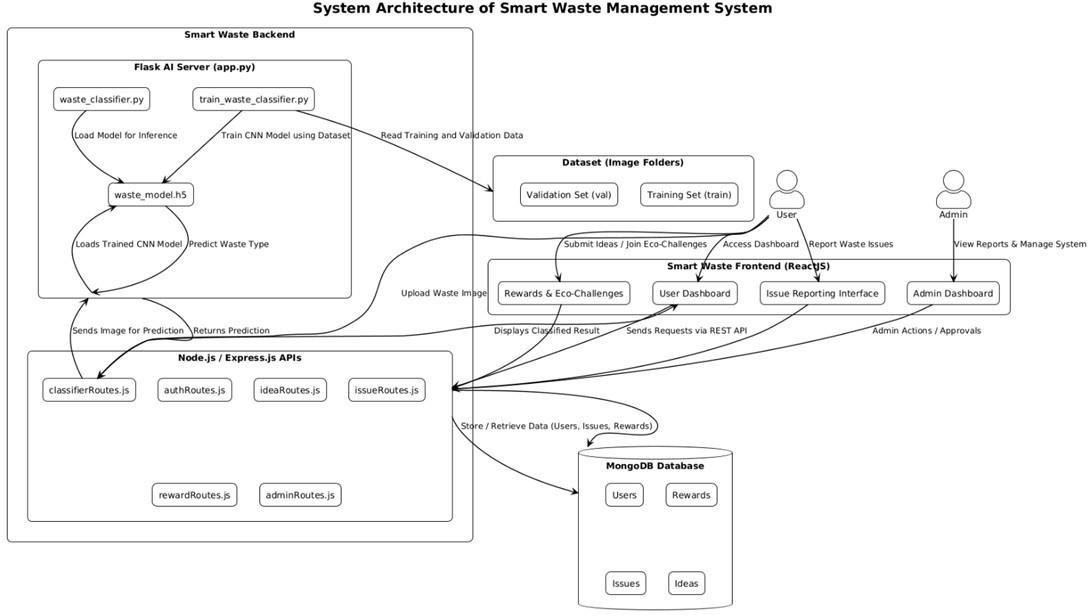 System Architecture of Smart Waste Management System
Smart Waste Backend
Flask AI Server (app.py)
waste_classifier.py
train_waste_classifier.py
Load Model for Inference
Train CNN Model using Dataset
Read Training and Validation Data
waste_model.h5
Loads Trained CNN Model
Predict Waste Type
Dataset (Image Folders)
Validation Set (val)
Training Set (train)
User
Admin
Submit Ideas / Join Eco-Challenges
Access Dashboard
Report Waste Issues
View Reports & Manage System
Smart Waste Frontend (ReactJS)
Rewards & Eco-Challenges
User Dashboard
Issue Reporting Interface
Admin Dashboard
Upload Waste Image
Sends Image for Prediction
Returns Prediction
Displays Classified Result
Sends Requests via REST API
Admin Actions / Approvals
Node.js / Express.js APIs
classifierRoutes.js
authRoutes.js
ideaRoutes.js
issueRoutes.js
rewardRoutes.js
adminRoutes.js
Store / Retrieve Data (Users, Issues, Rewards)
MongoDB Database
Users
Rewards
Issues
Ideas